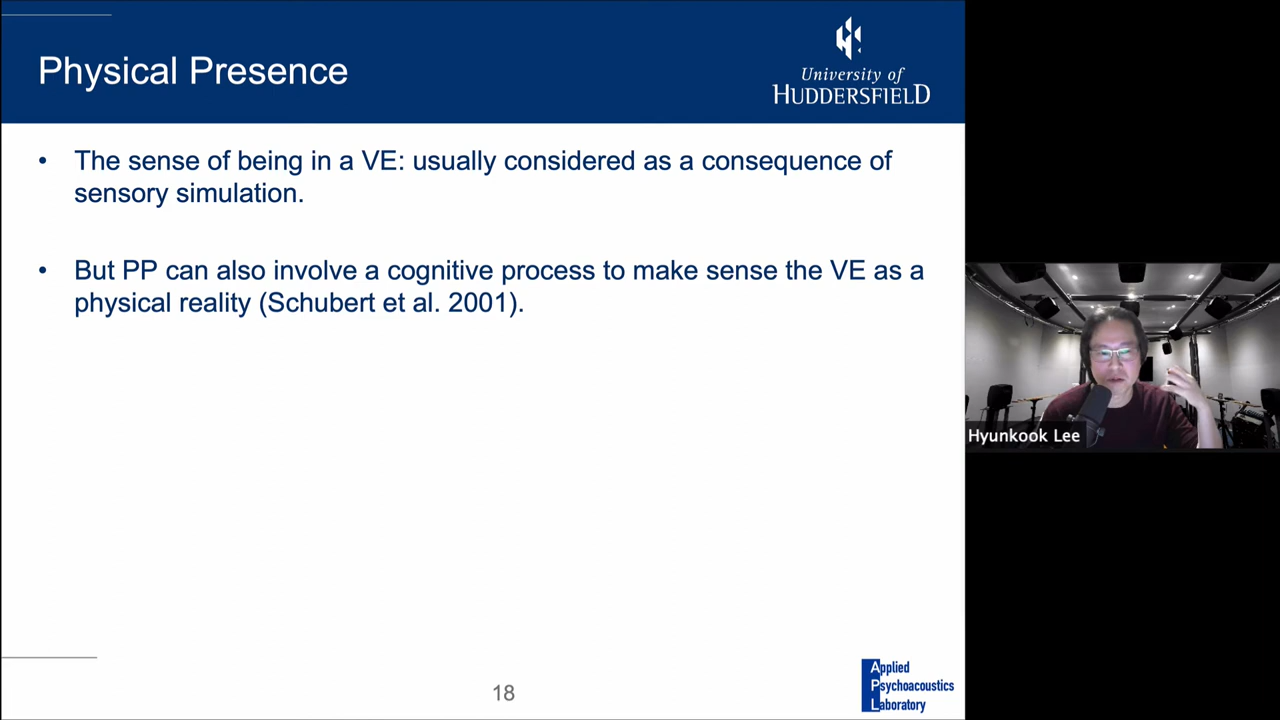 Physical Presence
University of
HUDDERSFIELD
• The sense of being in a VE: usually considered as a consequence of
sensory simulation.
• But PP can also involve a cognitive process to make sense the VE as a
physical reality (Schubert et al. 2001).
Hyunkook Lee
18
Applied
Psychoacoustics
Laboratory